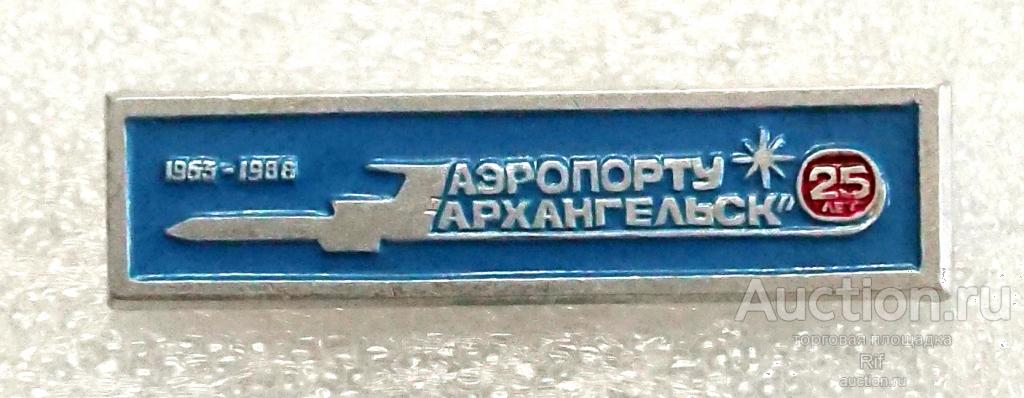 1963-1988
АЭРОПОРТУ
"АРХАНГЕЛЬСК"
25
ЛЕТ
Auction.ru
торговая площадка
Rif
auction.ru